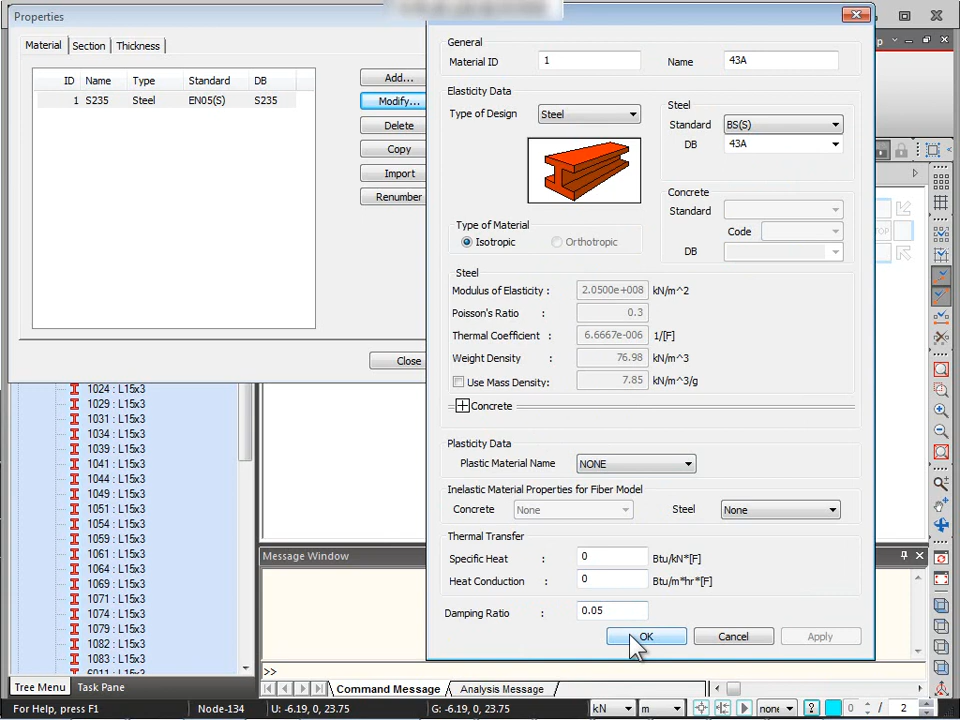 Properties
Material Section Thickness
ID Name Type Standard DB
1 S235 Steel EN05(S) S235
Add...
Modify...
Delete
Copy
Import
Renumber
Close
General
Material ID 1 Name 43A
Elasticity Data
Type of Design Steel
Steel
Standard BS(S)
DB 43A
Concrete
Standard
Code
DB
Type of Material
Isotropic Orthotropic
Steel
Modulus of Elasticity : 2.0500e+008 kN/m^2
Poisson's Ratio : 0.3
Thermal Coefficient : 6.6667e-006 1/[F]
Weight Density : 76.98 kN/m^3
Use Mass Density: 7.85 kN/m^3/g
Concrete
Plasticity Data
Plastic Material Name NONE
Inelastic Material Properties for Fiber Model
Concrete None Steel None
Thermal Transfer
Specific Heat : 0 Btu/kN*[F]
Heat Conduction : 0 Btu/m*hr*[F]
Damping Ratio : 0.05
OK Cancel Apply
1024 : L15x3
1029 : L15x3
1031 : L15x3
1034 : L15x3
1039 : L15x3
1041 : L15x3
1044 : L15x3
1049 : L15x3
1051 : L15x3
1054 : L15x3
1059 : L15x3
1061 : L15x3
1064 : L15x3
1069 : L15x3
1071 : L15x3
1074 : L15x3
1079 : L15x3
1082 : L15x3
1083 : L15x3
6011 : L15x3
Tree Menu Task Pane
Message Window
>>
Command Message Analysis Message
For Help, press F1 Node-134 U: -6.19, 0, 23.75 G: -6.19, 0, 23.75 kN m none ? 0 / 2